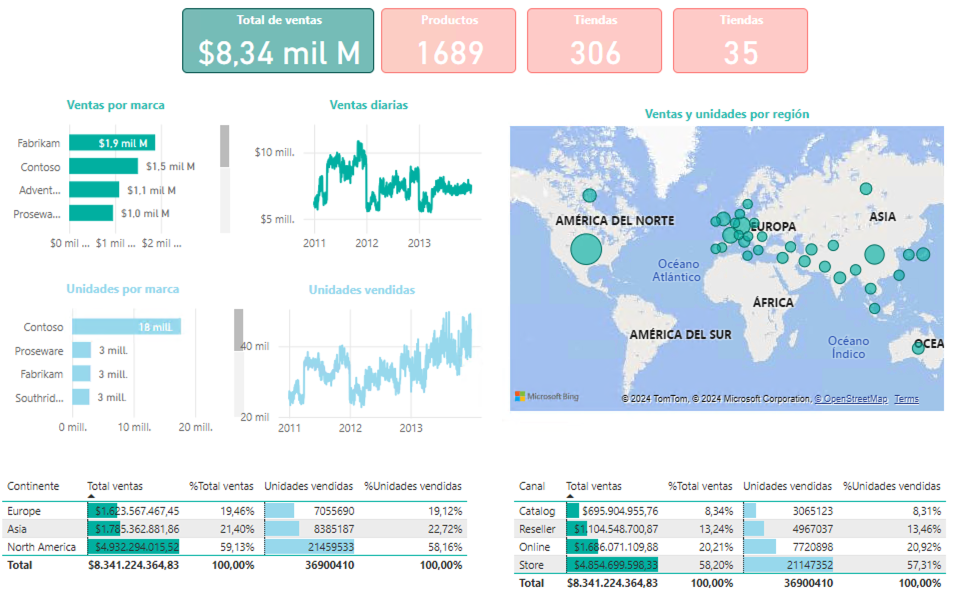 Total de ventas
$8,34 mil M
Productos
1689
Tiendas
306
Tiendas
35
Ventas por marca
Fabrikam
$1,9 mil M
Contoso
$1,5 mil M
Advent...
$1,1 mil M
Prosewa...
$1,0 mil M
$0 mil ... $1 mil ... $2 mil ...
Ventas diarias
$10 mill.
$5 mill.
2011 2012 2013
Ventas y unidades por región
AMÉRICA DEL NORTE
EUROPA
ASIA
Océano
Atlántico
ÁFRICA
AMÉRICA DEL SUR
Océano
Índico
OCEA
Microsoft Bing
© 2024 TomTom, © 2024 Microsoft Corporation, © OpenStreetMap Terms
Unidades por marca
Contoso
18 mill.
Proseware
3 mill.
Fabrikam
3 mill.
Southrid...
3 mill.
0 mill. 10 mill. 20 mill.
Unidades vendidas
40 mil
20 mil
2011 2012 2013
Continente Total ventas %Total ventas Unidades vendidas %Unidades vendidas
Europe $1.623.567.467,45 19,46% 7055690 19,12%
Asia $1.785.362.881,86 21,40% 8385187 22,72%
North America $4.932.294.015,52 59,13% 21459533 58,16%
Total $8.341.224.364,83 100,00% 36900410 100,00%
Canal Total ventas %Total ventas Unidades vendidas %Unidades vendidas
Catalog $695.904.955,76 8,34% 3065123 8,31%
Reseller $1.104.548.700,87 13,24% 4967037 13,46%
Online $1.686.071.109,88 20,21% 7720898 20,92%
Store $4.854.699.598,33 58,20% 21147352 57,31%
Total $8.341.224.364,83 100,00% 36900410 100,00%